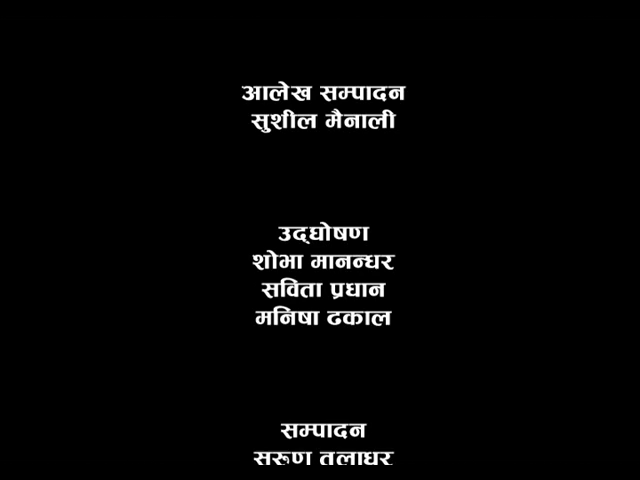 आलेख सम्पादन
सुशील मैनाली
उद्घोषण
शोभा मानन्धर
सविता प्रधान
मनिषा ढकाल
सम्पादन
सरुण तलाधर